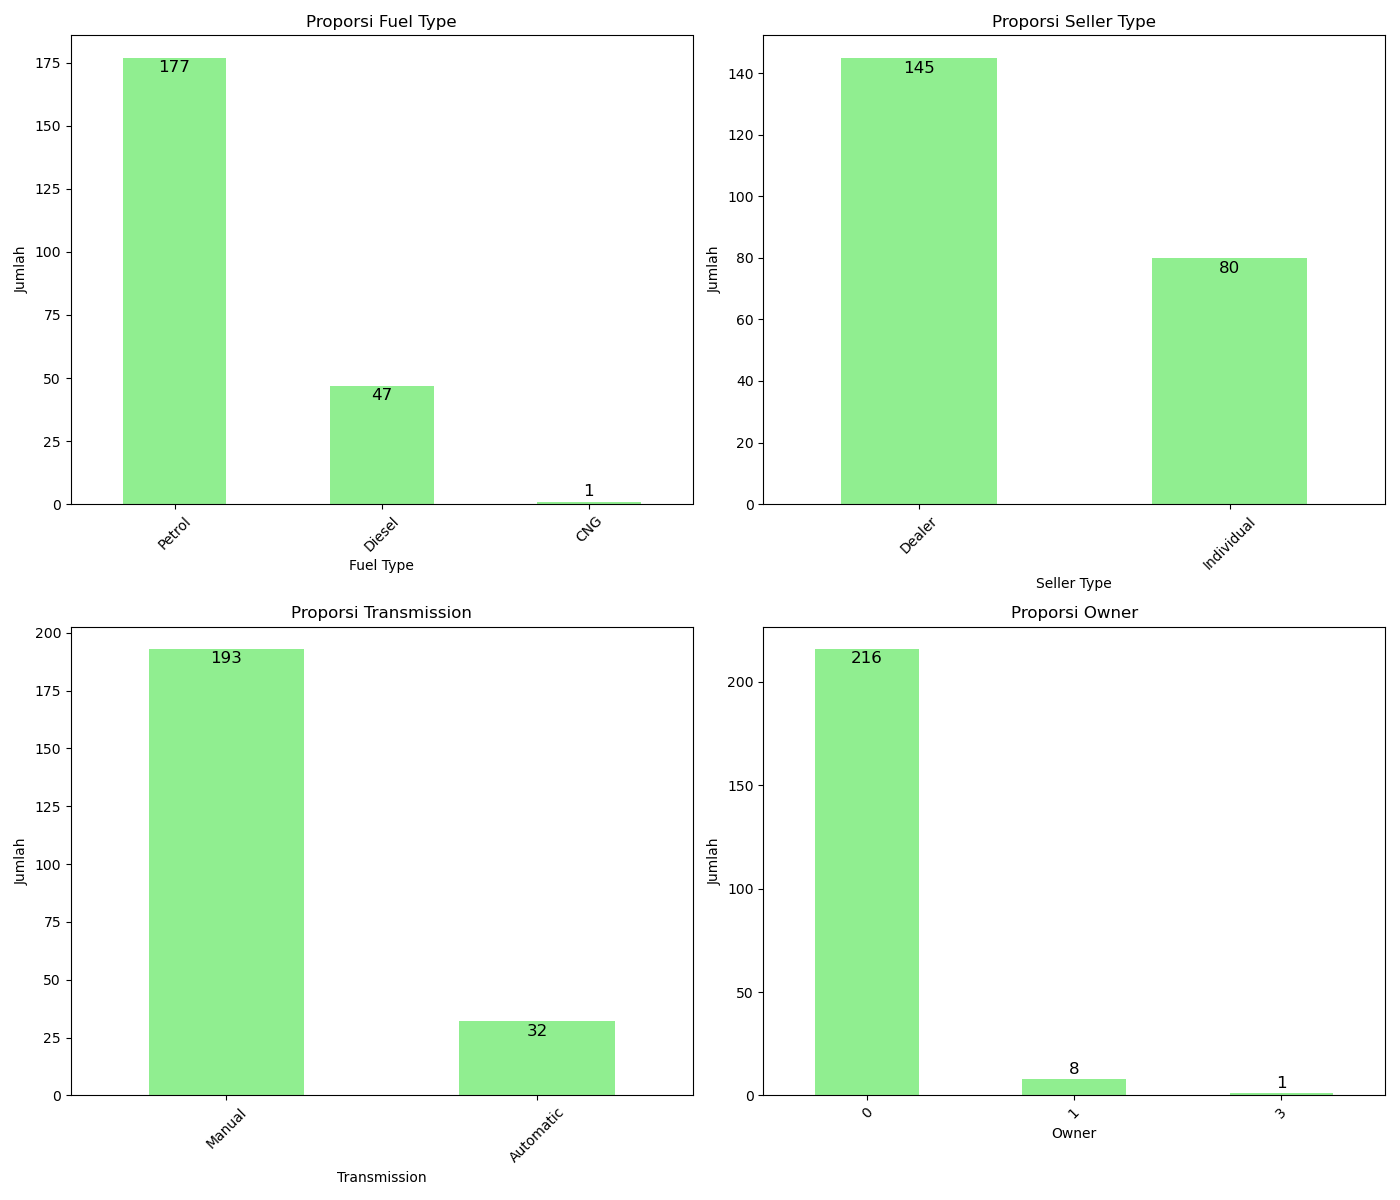 Proporsi Fuel Type
Jumlah
175
150
125
100
75
50
25
0
177
47
1
Petrol
Diesel
CNG
Fuel Type
Proporsi Seller Type
Jumlah
140
120
100
80
60
40
20
0
145
80
Dealer
Individual
Seller Type
Proporsi Transmission
Jumlah
200
175
150
125
100
75
50
25
0
193
32
Manual
Automatic
Transmission
Proporsi Owner
Jumlah
200
150
100
50
0
216
8
1
0
1
3
Owner